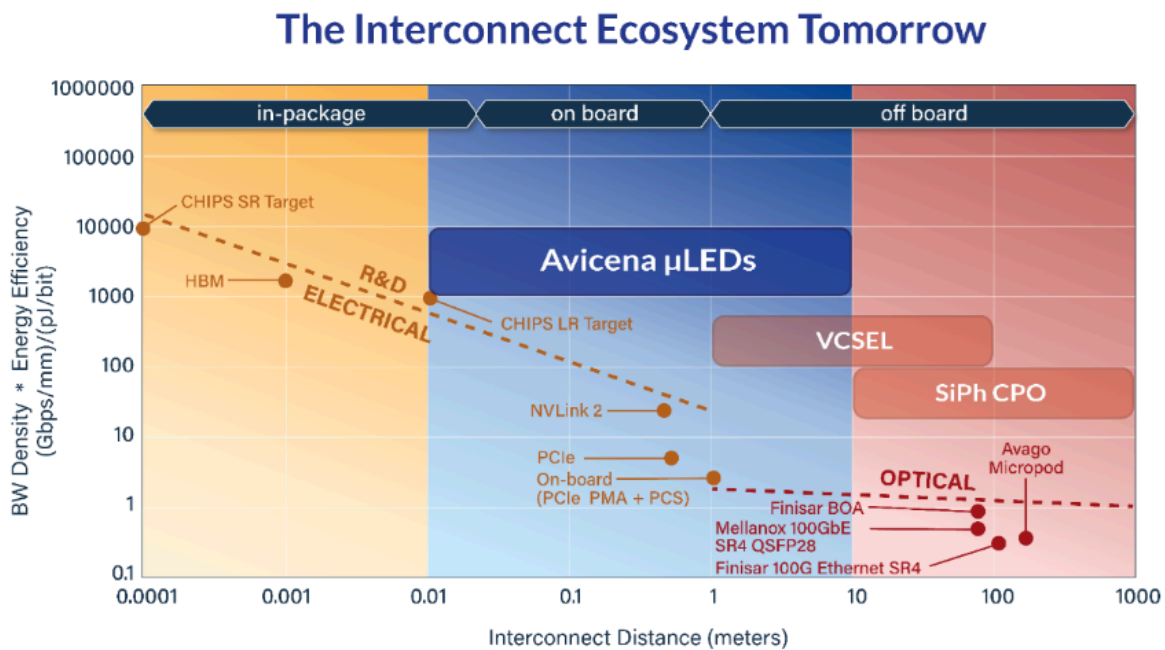 The Interconnect Ecosystem Tomorrow
1000000
100000
10000
1000
100
10
1
0.1
BW Density * Energy Efficiency
(Gbps/mm)/(pJ/bit)
in-package
on board
off board
CHIPS SR Target
HBM
R&D
ELECTRICAL
CHIPS LR Target
Avicena µLEDs
VCSEL
SiPh CPO
NVLink 2
PCIe
On-board
(PCIe PMA + PCS)
OPTICAL
Avago
Micropod
Finisar BOA
Mellanox 100GbE
SR4 QSFP28
Finisar 100G Ethernet SR4
0.0001
0.001
0.01
0.1
1
10
100
1000
Interconnect Distance (meters)